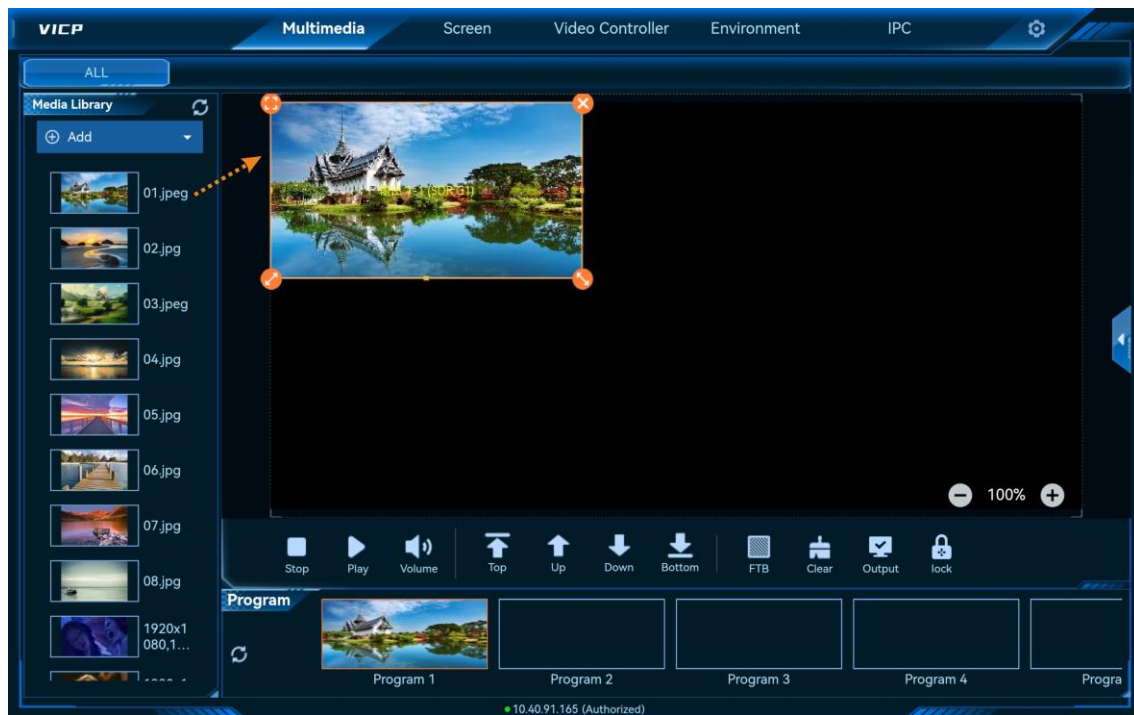 VICP
Multimedia
Screen
Video Controller
Environment
IPC
ALL
Media Library
Add
01.jpeg
02.jpg
03.jpeg
04.jpg
05.jpg
06.jpg
07.jpg
08.jpg
1920x1
080,1...
100%
Stop
Play
Volume
Top
Up
Down
Bottom
FTB
Clear
Output
lock
Program
Program 1
Program 2
Program 3
Program 4
Progra
10.40.91.165 (Authorized)